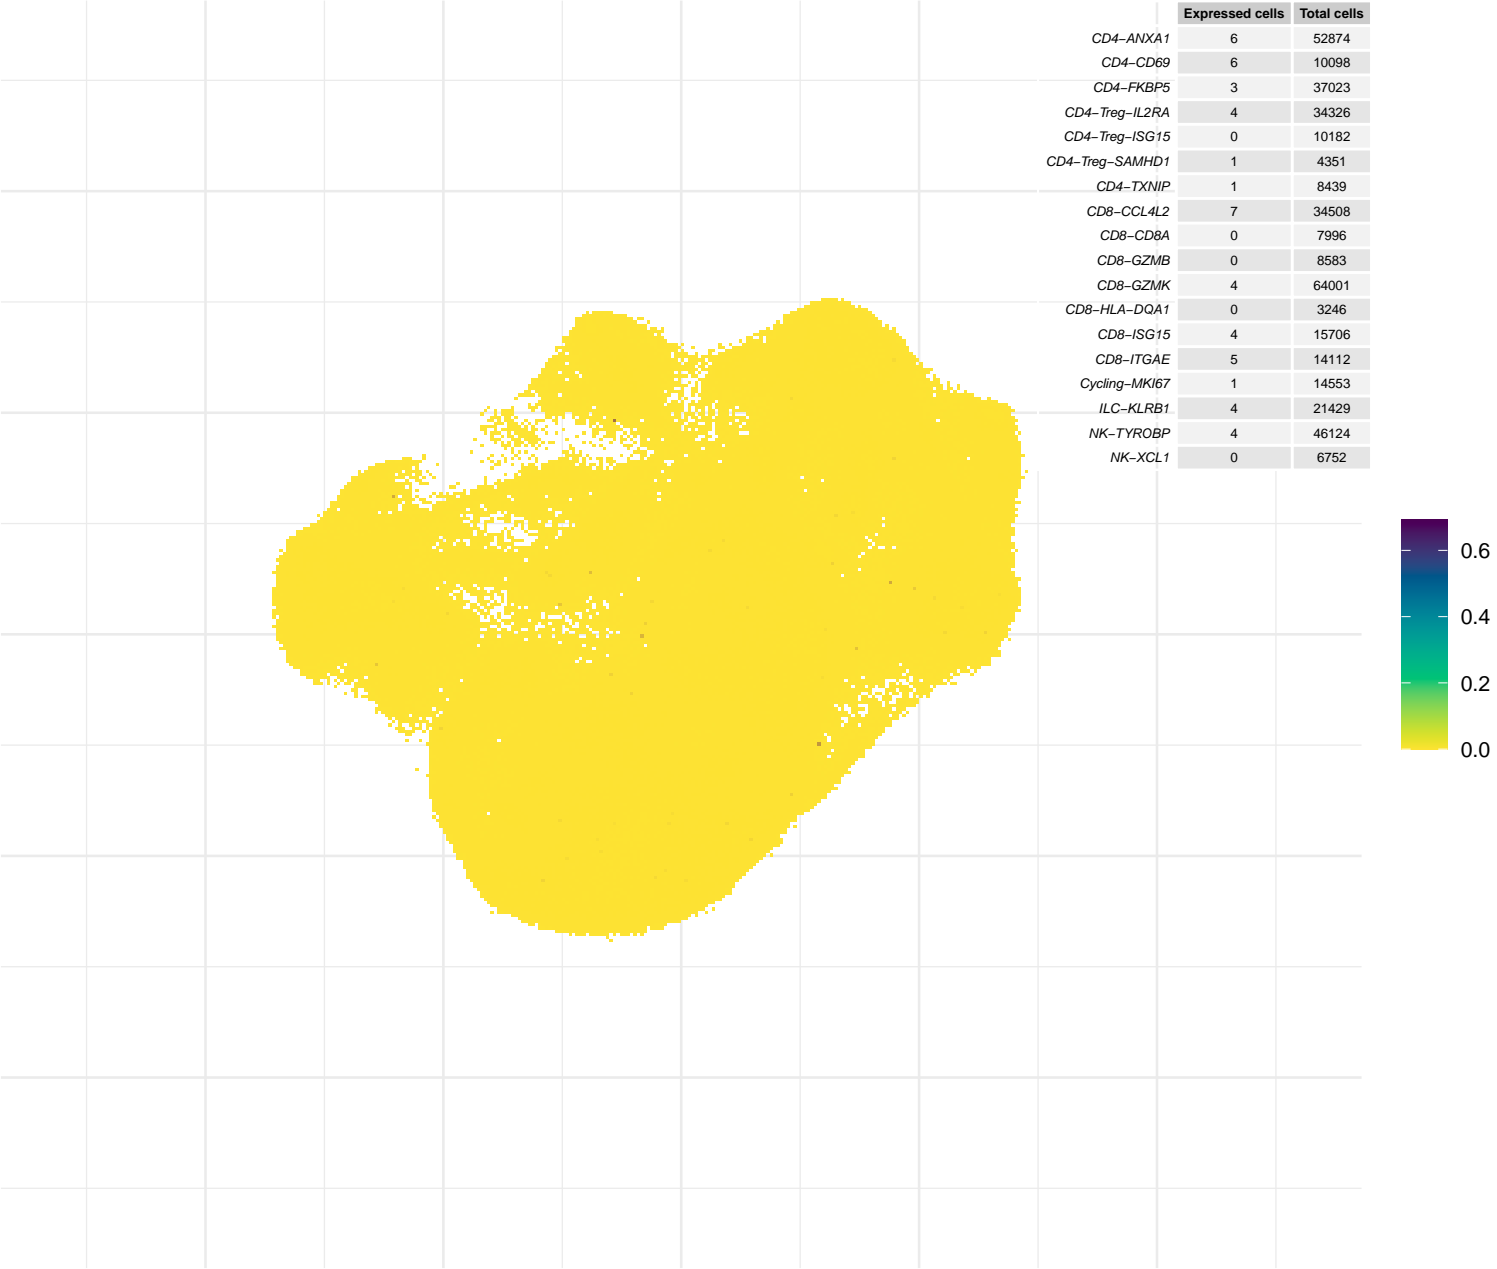 Expressed cells Total cells
CD4−ANXA1 6 52874
CD4−CD69 6 10098
CD4−FKBP5 3 37023
CD4−Treg−IL2RA 4 34326
CD4−Treg−ISG15 0 10182
CD4−Treg−SAMHD1 1 4351
CD4−TXNIP 1 8439
CD8−CCL4L2 7 34508
CD8−CD8A 0 7996
CD8−GZMB 0 8583
CD8−GZMK 4 64001
CD8−HLA−DQA1 0 3246
CD8−ISG15 4 15706
CD8−ITGAE 5 14112
Cycling−MKI67 1 14553
ILC−KLRB1 4 21429
NK−TYROBP 4 46124
NK−XCL1 0 6752
0.6
0.4
0.2
0.0